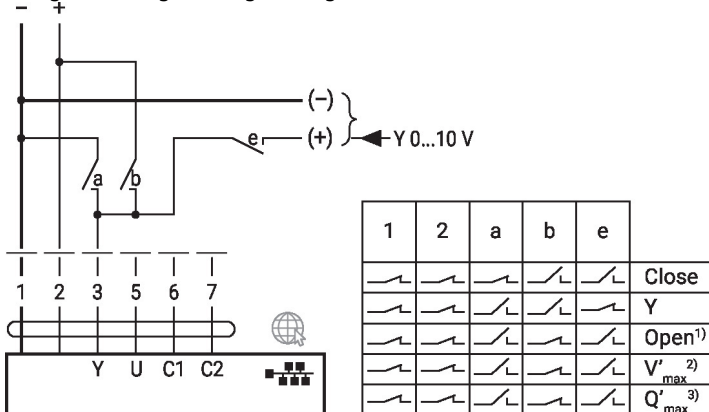 − +
(−)
e (+) Y 0...10 V
a b
1 2 3 5 6 7
Y U C1 C2
1 2 a b e
Close
Y
Open1)
V'max 2)
Q'max 3)